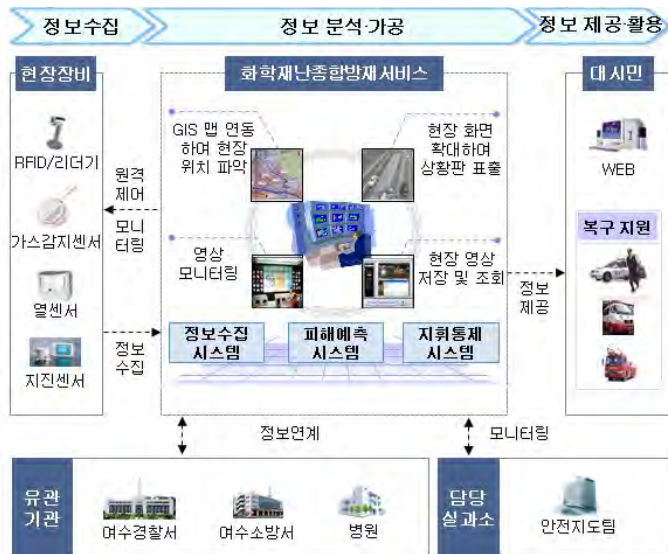 정보수집
정보 분석·가공
정보 제공·활용
현장장비
RFID/리더기
가스감지센서
열센서
지진센서
원격
제어
모니
터링
정보
수집
화학재난종합방재서비스
GIS 맵 연동
하며 현장
위치 파악
현장 화면
확대하며
상황판 표출
영상
모니터링
현장 영상
저장 및 조회
정보수집
시스템
피해예측
시스템
지휘통제
시스템
정보
제공
대시민
WEB
복구 지원
정보연계
모니터링
유관
기관
여수경찰서
여수소방서
병원
담당
실과소
안전지도팀